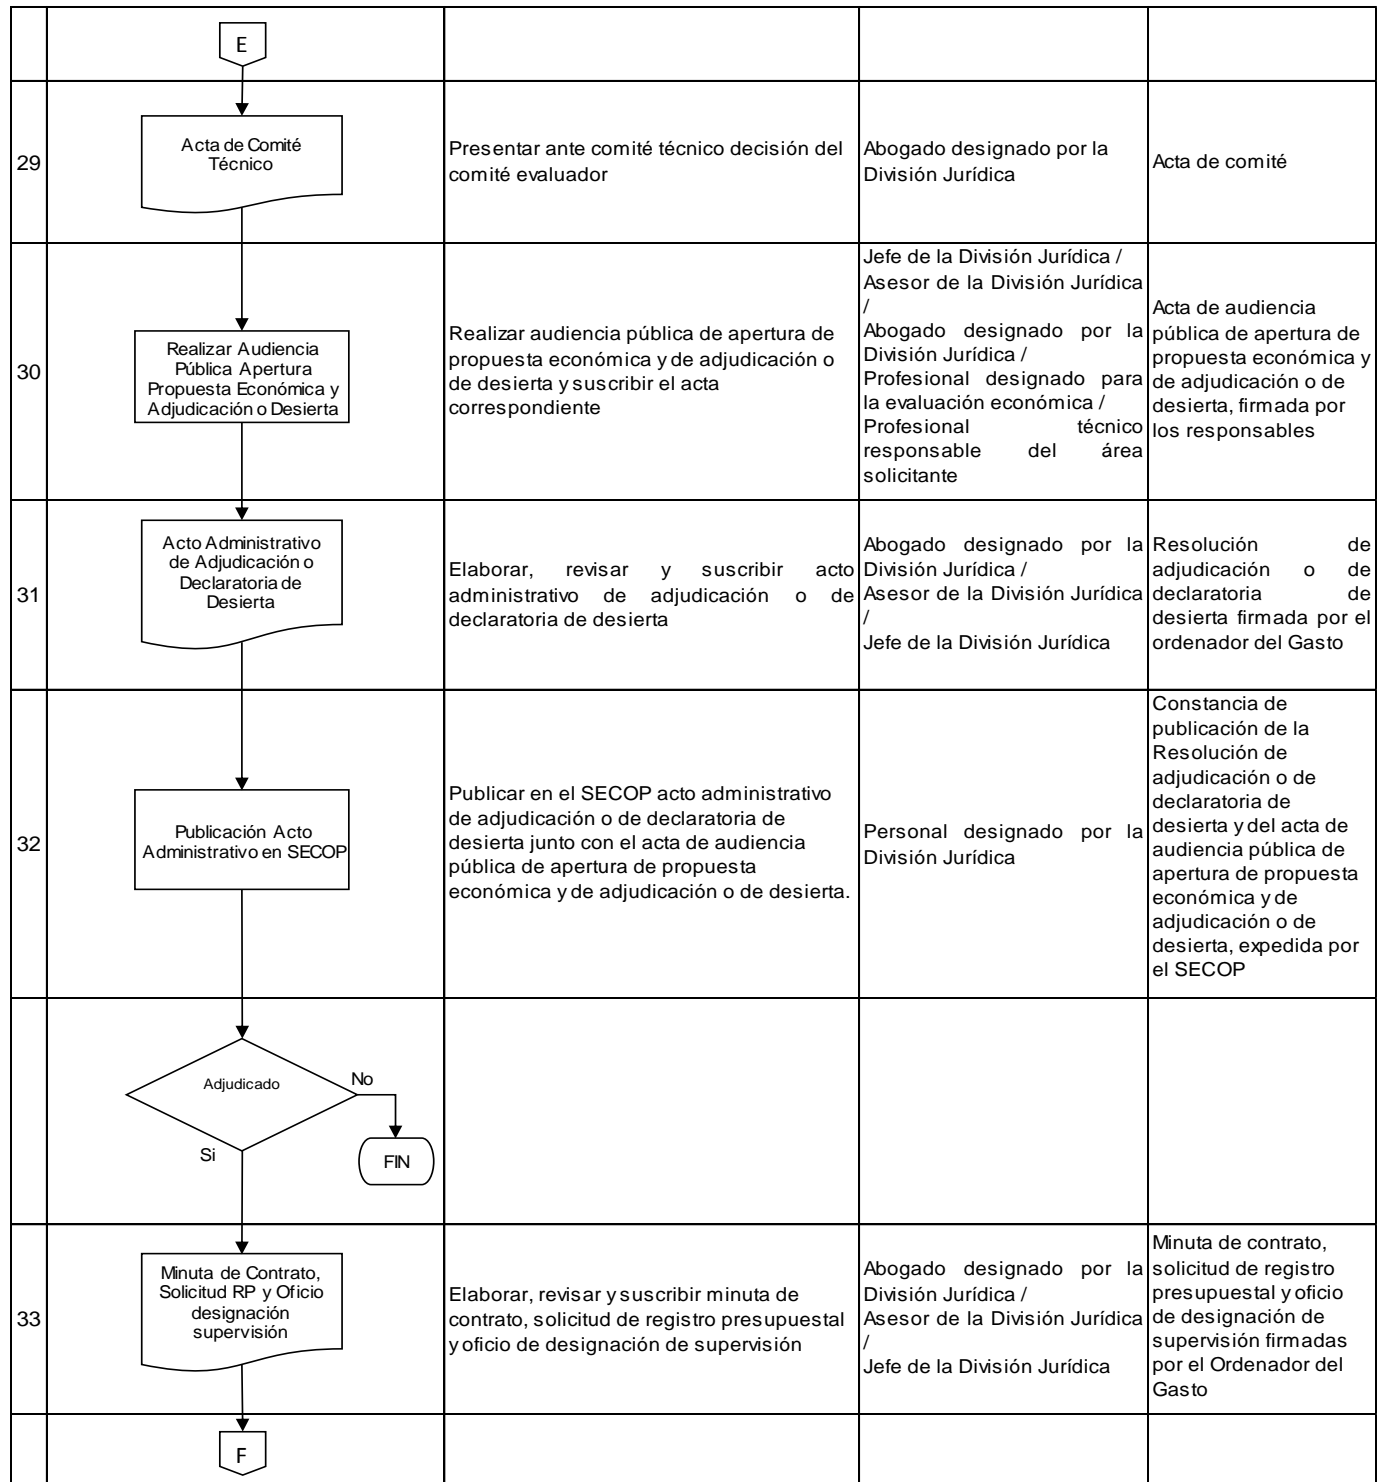 E
29
Acta de Comité
Técnico
Presentar ante comité técnico decisión del
comité evaluador
Abogado designado por la
División Jurídica
Acta de comité
30
Realizar Audiencia
Pública Apertura
Propuesta Económica y
Adjudicación o Desierta
Realizar audiencia pública de apertura de
propuesta económica y de adjudicación o
de desierta y suscribir el acta
correspondiente
Jefe de la División Jurídica /
Asesor de la División Jurídica
/
Abogado designado por la
División Jurídica /
Profesional designado para
la evaluación económica /
Profesional técnico
responsable del área
solicitante
Acta de audiencia
pública de apertura de
propuesta económica y
de adjudicación o de
desierta, firmada por
los responsables
31
Acto Administrativo
de Adjudicación o
Declaratoria de
Desierta
Elaborar, revisar y suscribir acto
administrativo de adjudicación o de
declaratoria de desierta
Abogado designado por la
División Jurídica /
Asesor de la División Jurídica
/
Jefe de la División Jurídica
Resolución de
adjudicación o de
declaratoria de
desierta firmada por el
ordenador del Gasto
32
Publicación Acto
Administrativo en SECOP
Publicar en el SECOP acto administrativo
de adjudicación o de declaratoria de
desierta junto con el acta de audiencia
pública de apertura de propuesta
económica y de adjudicación o de desierta.
Personal designado por la
División Jurídica
Constancia de
publicación de la
Resolución de
adjudicación o de
declaratoria de
desierta y del acta de
audiencia pública de
apertura de propuesta
económica y de
adjudicación o de
desierta, expedida por
el SECOP
Adjudicado
No
Si
FIN
33
Minuta de Contrato,
Solicitud RP y Oficio
designación
supervisión
Elaborar, revisar y suscribir minuta de
contrato, solicitud de registro presupuestal
y oficio de designación de supervisión
Abogado designado por la
División Jurídica /
Asesor de la División Jurídica
/
Jefe de la División Jurídica
Minuta de contrato,
solicitud de registro
presupuestal y oficio
de designación de
supervisión firmadas
por el Ordenador del
Gasto
F